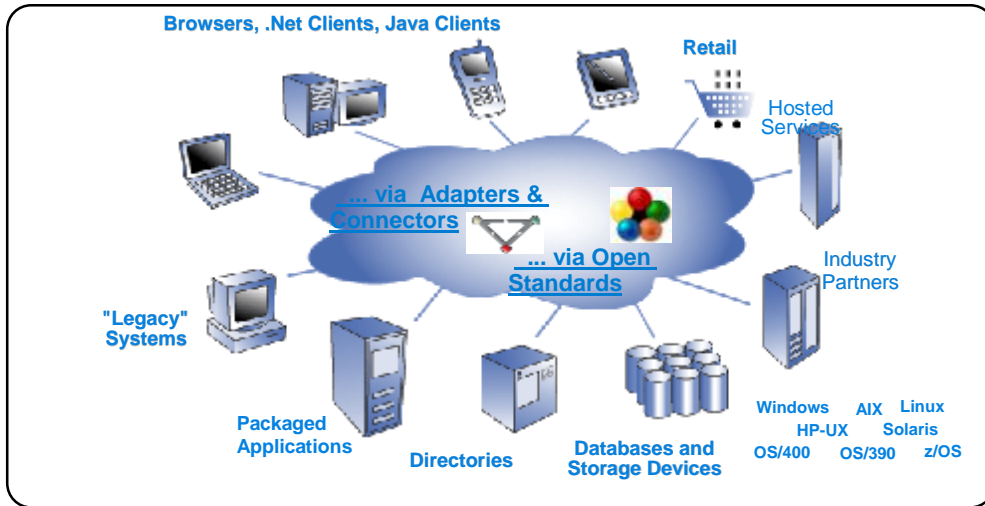 Browsers, .Net Clients, Java Clients
Retail
Hosted
Services
... via  Adapters &
Connectors
... via Open
Standards
Industry
Partners
"Legacy"
Systems
Packaged
Applications
Directories
Databases and
Storage Devices
Windows AIX Linux
HP-UX Solaris
OS/400 OS/390 z/OS